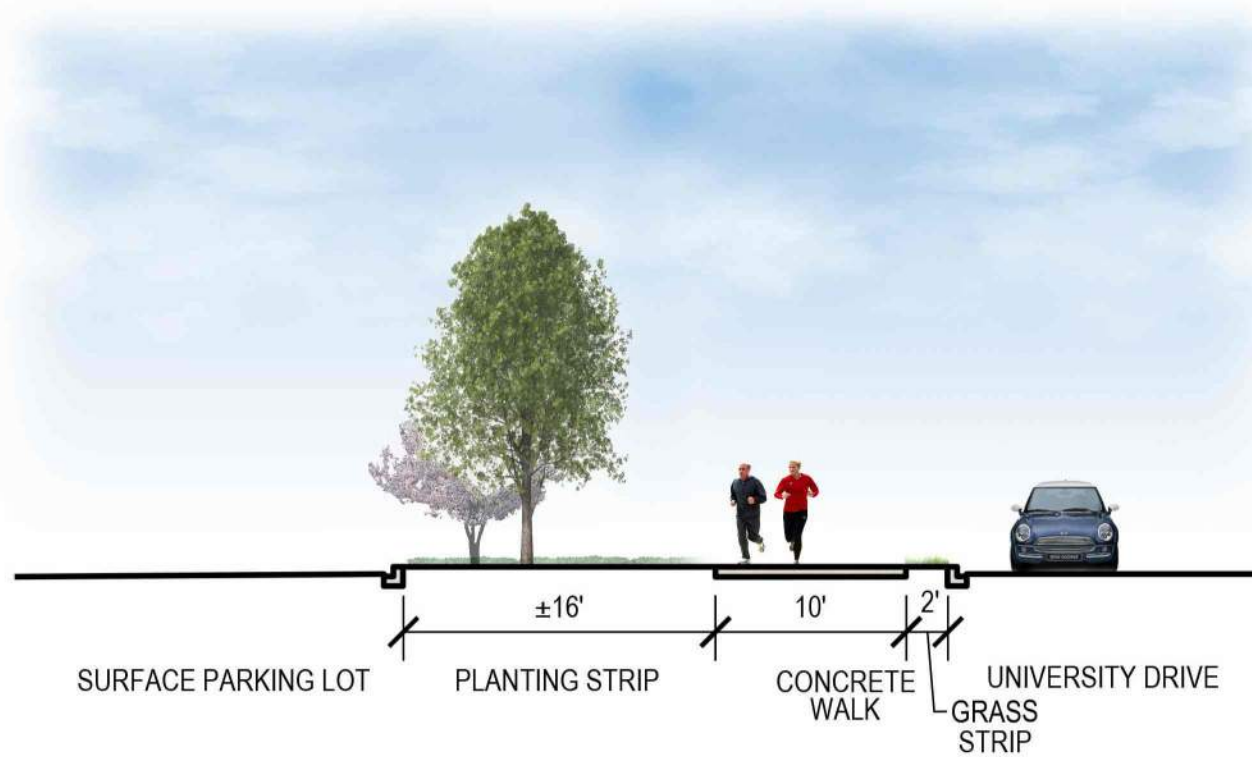 ±16'
10'
2'
SURFACE PARKING LOT
PLANTING STRIP
CONCRETE
WALK
UNIVERSITY DRIVE
GRASS
STRIP